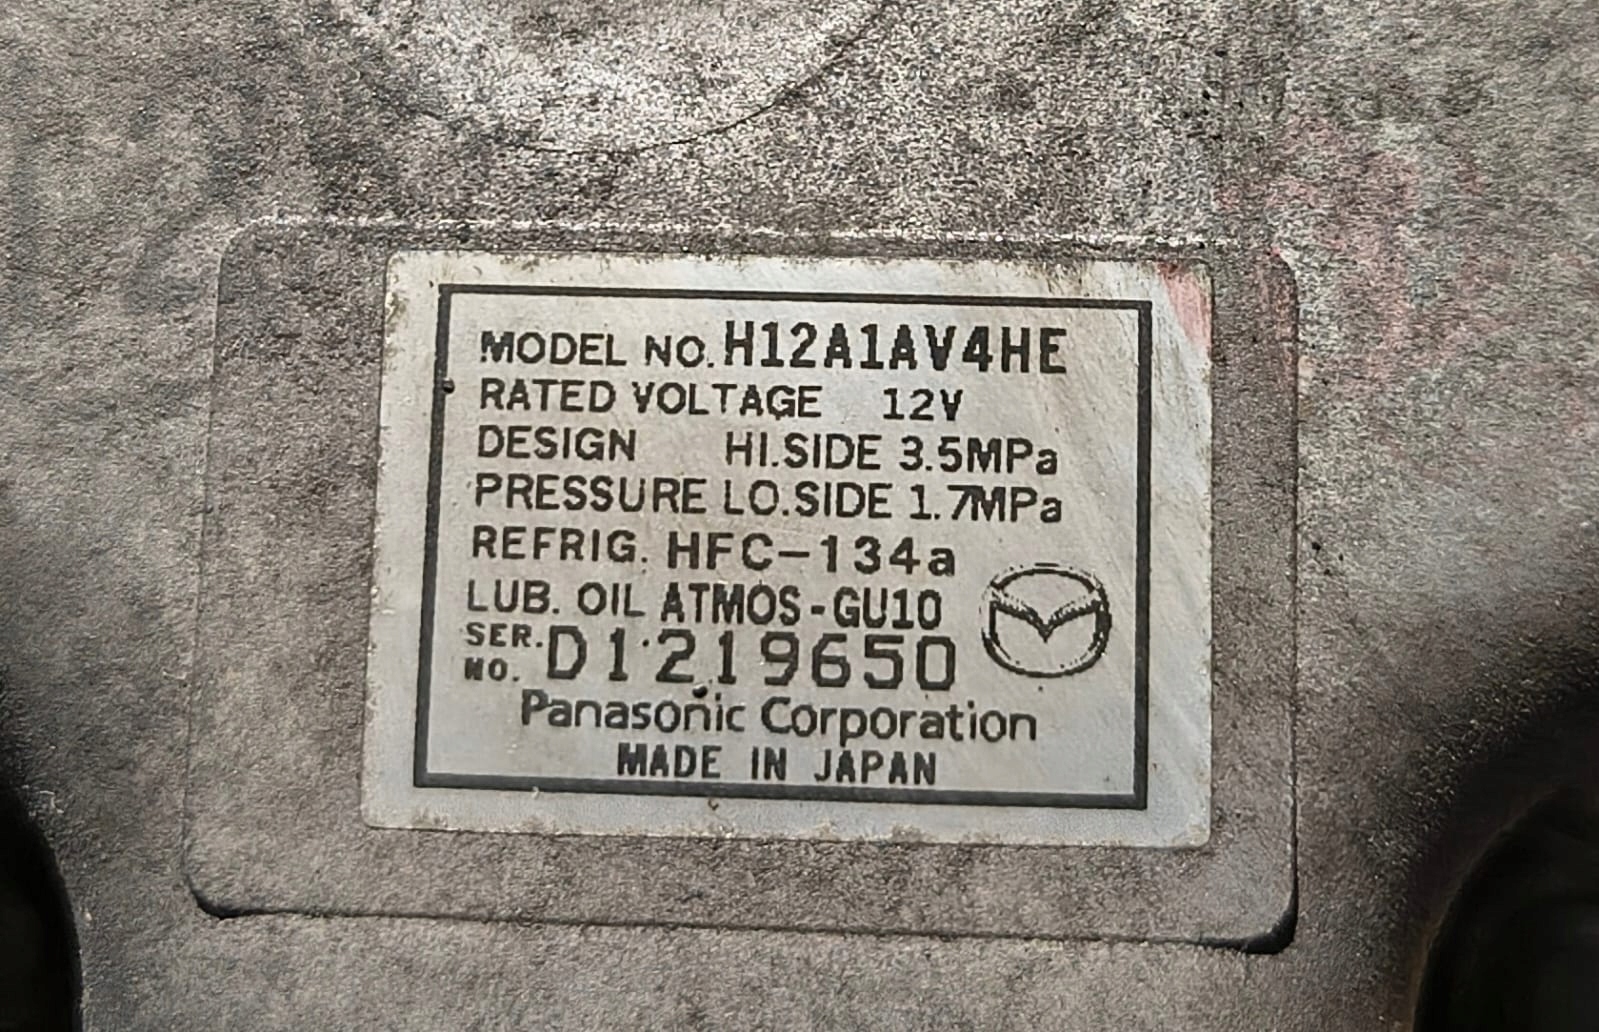 MODEL NO. H12A1AV4HE
RATED VOLTAGE 12V
DESIGN HI.SIDE 3.5MPa
PRESSURE LO.SIDE 1.7MPa
REFRIG. HFC-134a
LUB. OIL ATMOS-GU10
SER. NO. D1219650
Panasonic Corporation
MADE IN JAPAN